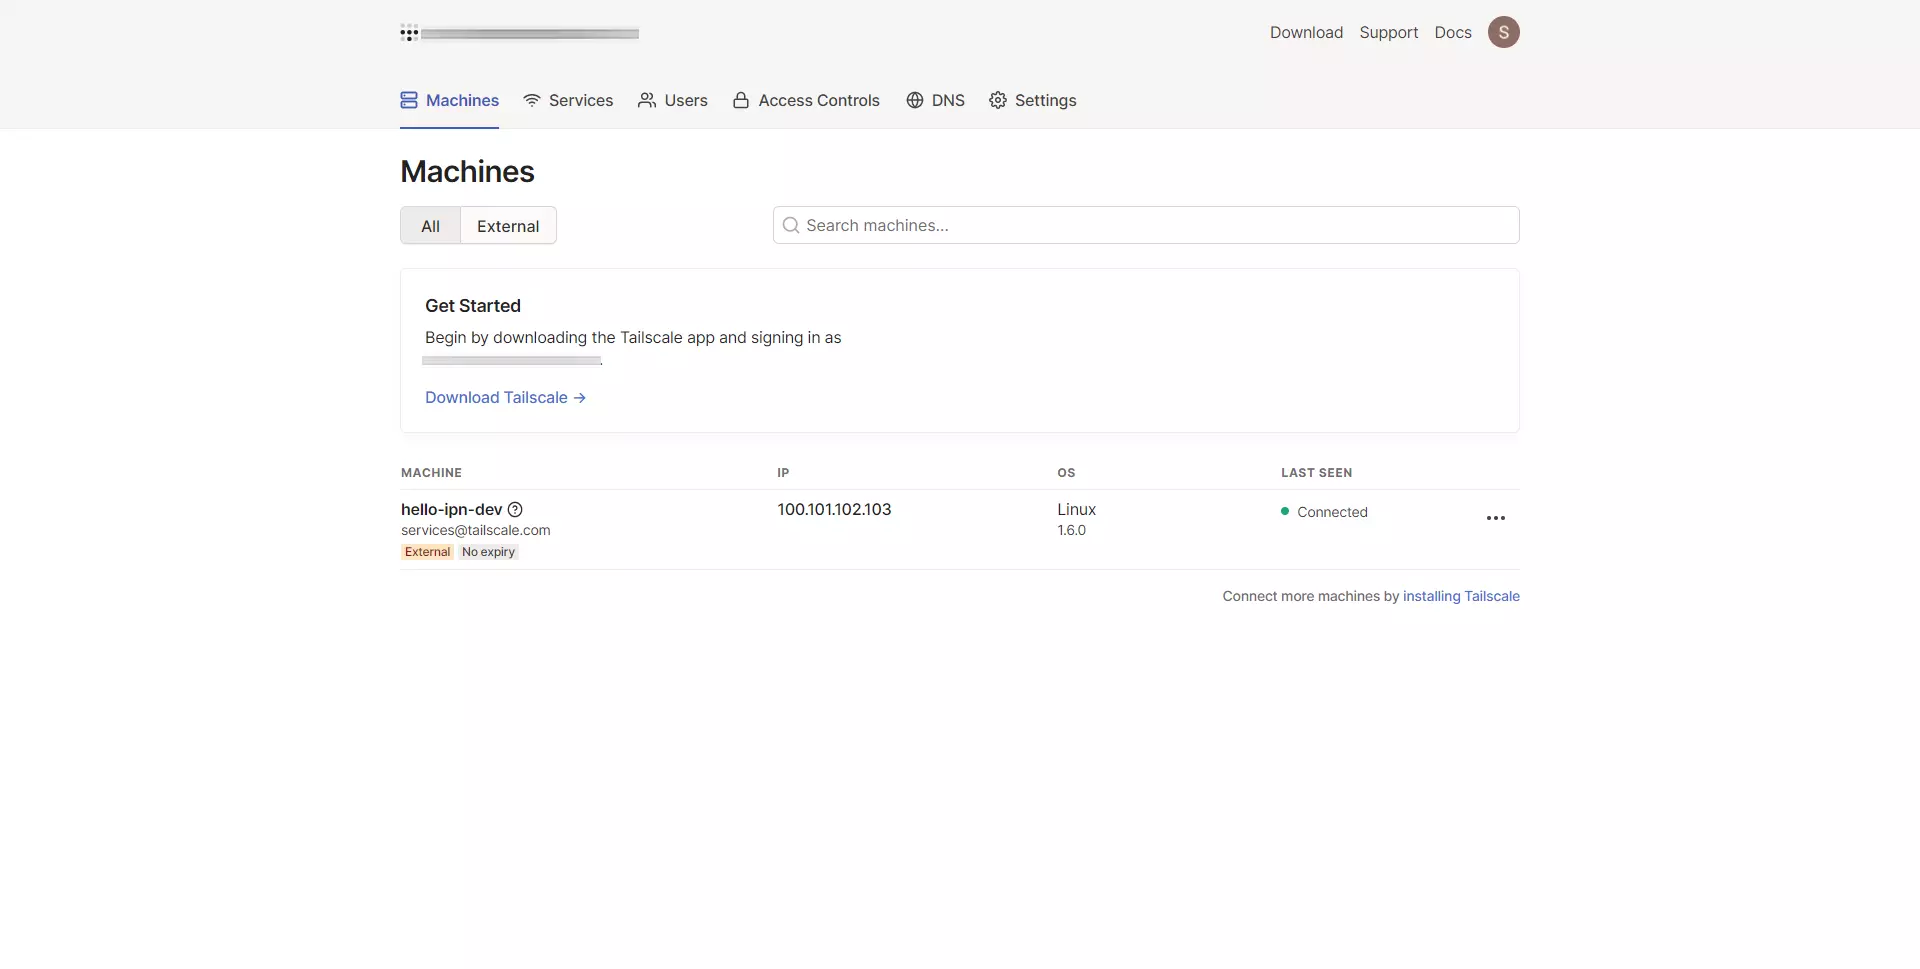 Download Support Docs S
Machines Services Users Access Controls DNS Settings
Machines
All External Search machines...
Get Started
Begin by downloading the Tailscale app and signing in as
.
Download Tailscale →
MACHINE IP OS LAST SEEN
hello-ipn-dev 100.101.102.103 Linux Connected
services@tailscale.com 1.6.0
External No expiry
Connect more machines by installing Tailscale